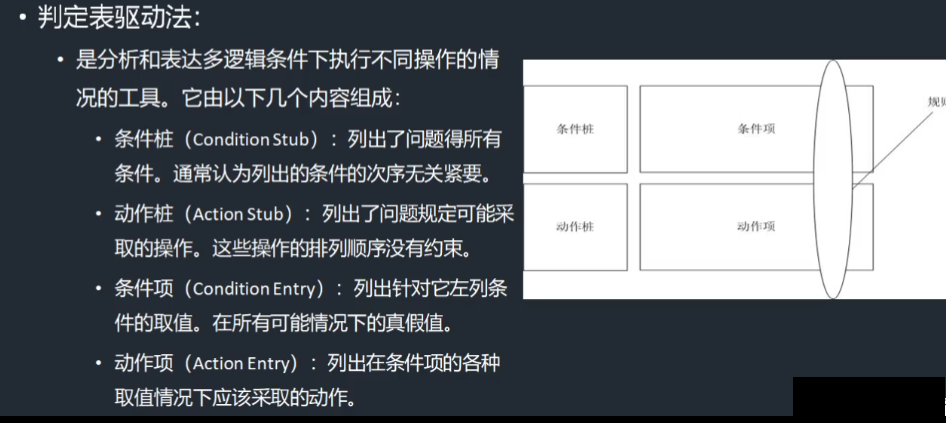 • 判定表驱动法：
• 是分析和表达多逻辑条件下执行不同操作的情
况的工具。它由以下几个内容组成：
• 条件桩（Condition Stub）：列出了问题得所有
条件。通常认为列出的条件的次序无关紧要。
• 动作桩（Action Stub）：列出了问题规定可能采
取的操作。这些操作的排列顺序没有约束。
• 条件项（Condition Entry）：列出针对它左列条
件的取值。在所有可能情况下的真假值。
• 动作项（Action Entry）：列出在条件项的各种
取值情况下应该采取的动作。
条件桩
条件项
规
动作桩
动作项